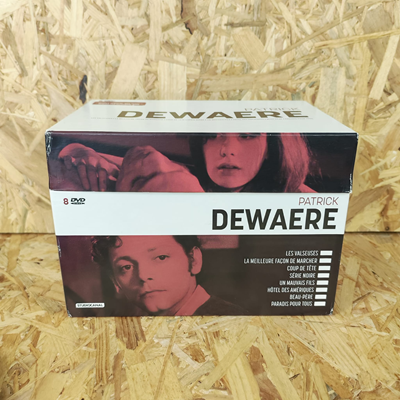 PATRICK
DEWAERE
8 DVD
PATRICK
DEWAERE
LES VALSEUSES
LA MEILLEURE FAÇON DE MARCHER
COUP DE TÊTE
SÉRIE NOIRE
UN MAUVAIS FILS
HÔTEL DES AMÉRIQUES
BEAU-PÈRE
PARADIS POUR TOUS
STUDIOCANAL